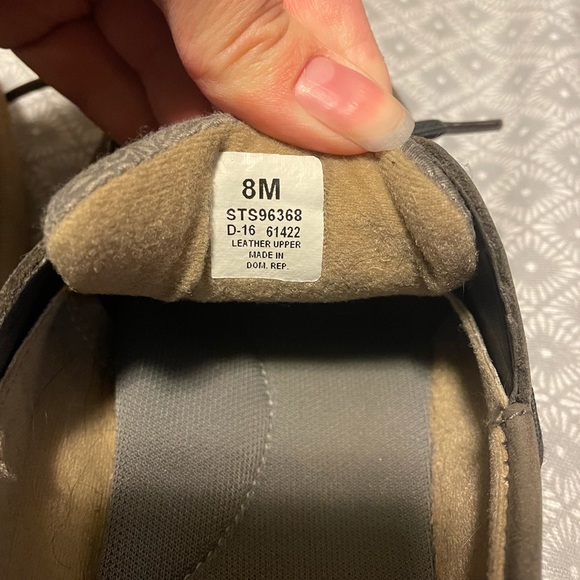 8M
STS96368
D-16 61422
LEATHER UPPER
MADE IN
DOM. REP.